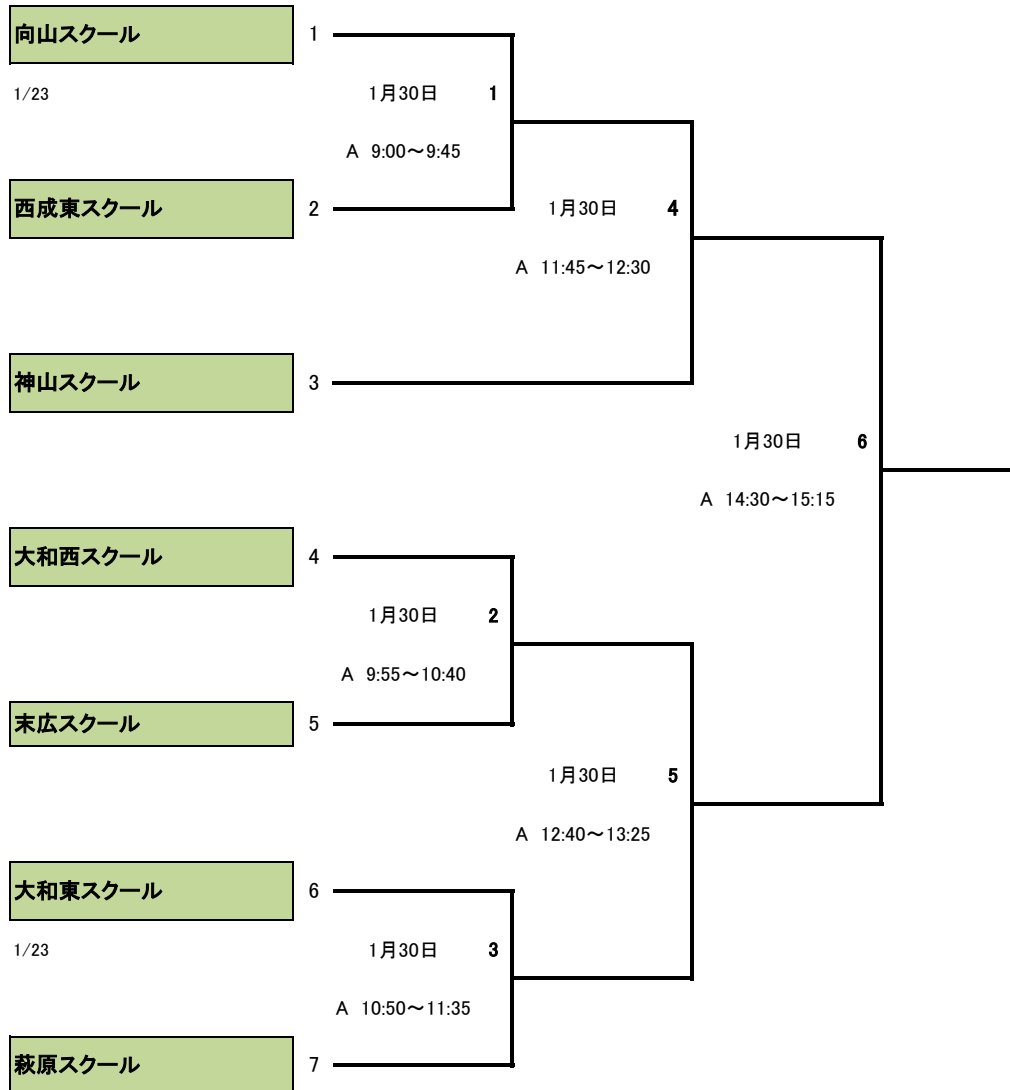 向山スクール 1
1/23 1月30日 1
A 9:00～9:45
西成東スクール 2 1月30日 4
A 11:45～12:30
神山スクール 3
1月30日 6
A 14:30～15:15
大和西スクール 4
1月30日 2
A 9:55～10:40
末広スクール 5
1月30日 5
A 12:40～13:25
大和東スクール 6
1/23 1月30日 3
A 10:50～11:35
萩原スクール 7